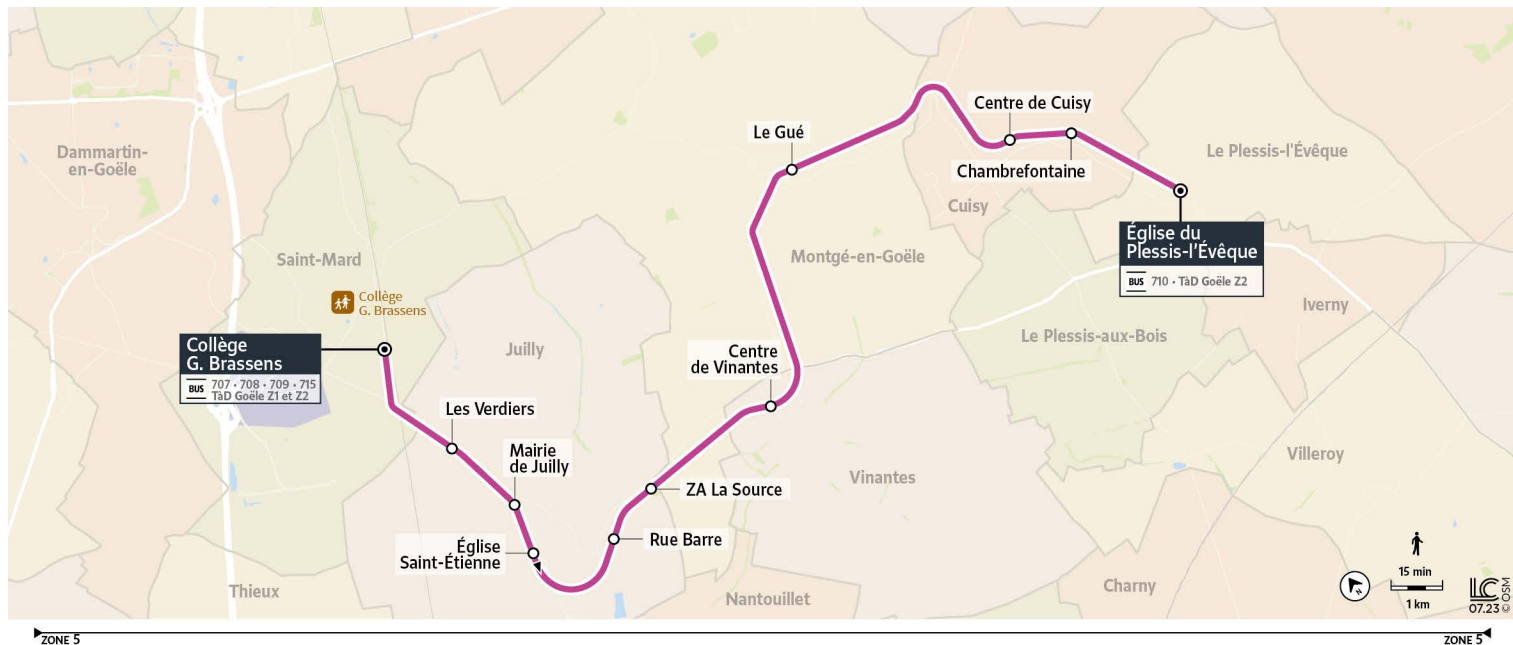 Dammartin-
en-Goële
Saint-Mard
Collège
G. Brassens
Collège
G. Brassens
BUS 707 • 708 • 709 • 715
TàD Goële Z1 et Z2
Juilly
Les Verdiers
Mairie
de Juilly
Église
Saint-Étienne
Rue Barre
ZA La Source
Centre
de Vinantes
Le Gué
Centre de Cuisy
Chambrefontaine
Cuisy
Montgé-en-Goële
Le Plessis-l'Évêque
Église du
Plessis-l'Évêque
BUS 710 • TàD Goële Z2
Iverny
Le Plessis-aux-Bois
Villeroy
Vinantes
Charny
Nantouillet
Thieux
N
15 min
1 km
LC
07.23 © OSM
ZONE 5
ZONE 5